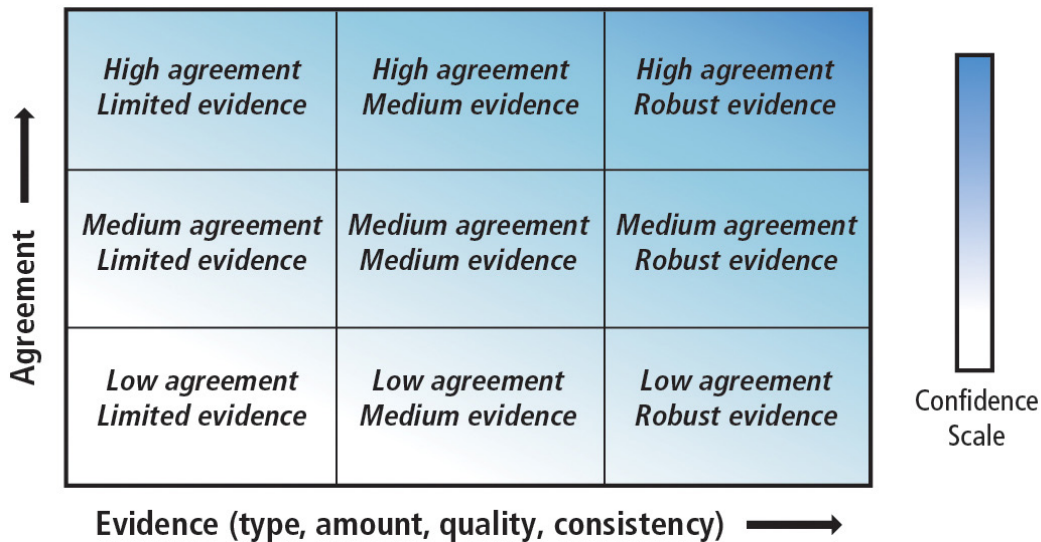 High agreement
Limited evidence
High agreement
Medium evidence
High agreement
Robust evidence
Agreement
Medium agreement
Limited evidence
Medium agreement
Medium evidence
Medium agreement
Robust evidence
Low agreement
Limited evidence
Low agreement
Medium evidence
Low agreement
Robust evidence
Evidence (type, amount, quality, consistency)
Confidence
Scale